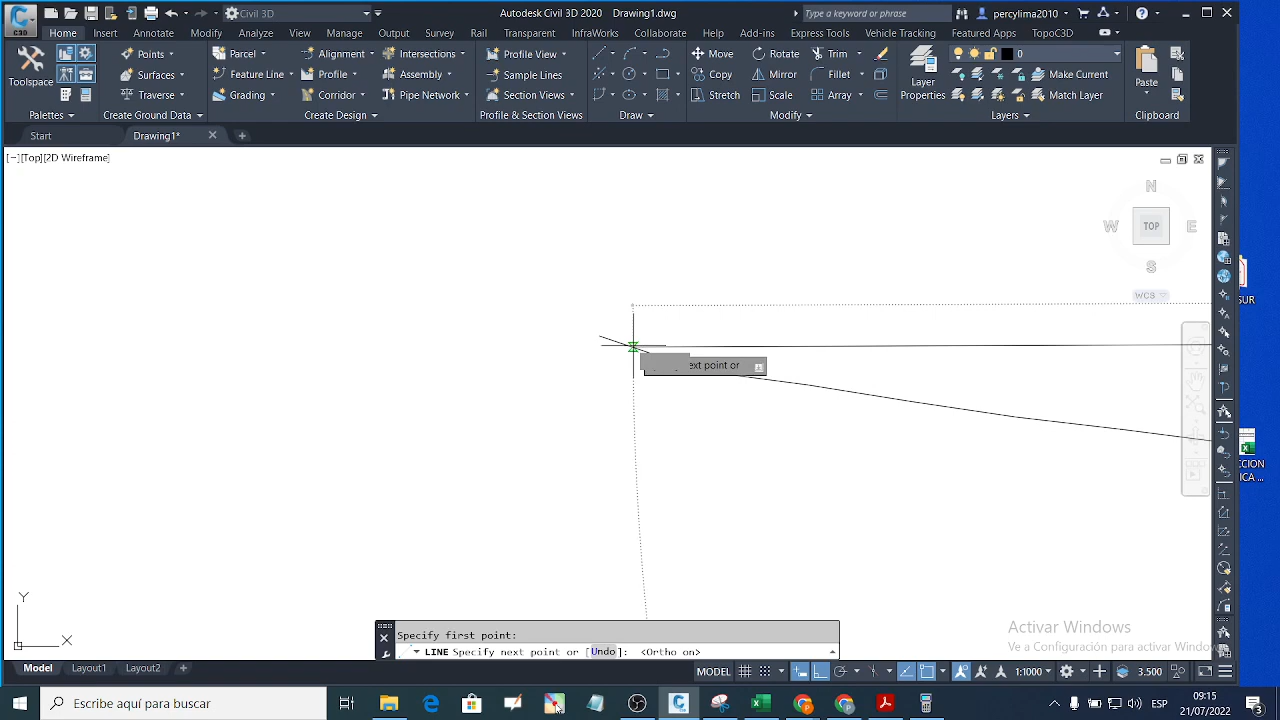 Civil 3D
Autodesk Civil 3D 2020 Drawing1.dwg
Type a keyword or phrase
percylima2010
C3D
Home Insert Annotate Modify Analyze View Manage Output Survey Rail Transparent InfraWorks Collaborate Help Add-ins Express Tools Vehicle Tracking Featured Apps TopoC3D
Toolspace
Points
Surfaces
Traverse
Parcel
Feature Line
Grading
Alignment
Profile
Corridor
Intersections
Assembly
Pipe Network
Profile View
Sample Lines
Section Views
Move
Copy
Stretch
Rotate
Mirror
Scale
Trim
Fillet
Array
Layer
Properties
0
Make Current
Match Layer
Paste
Palettes
Create Ground Data
Create Design
Profile & Section Views
Draw
Modify
Layers
Clipboard
Start
Drawing1*
[−][Top][2D Wireframe]
N
W TOP E
S
WCS
SUR
ext point or
CCION
ICA ...
Y
X
Specify first point:
LINE Specify next point or [Undo]: <Ortho on>
Activar Windows
Ve a Configuración para activar Windows.
Model Layout1 Layout2
MODEL
1:1000
3.500
Escribe aquí para buscar
ESP
09:15
21/07/2022